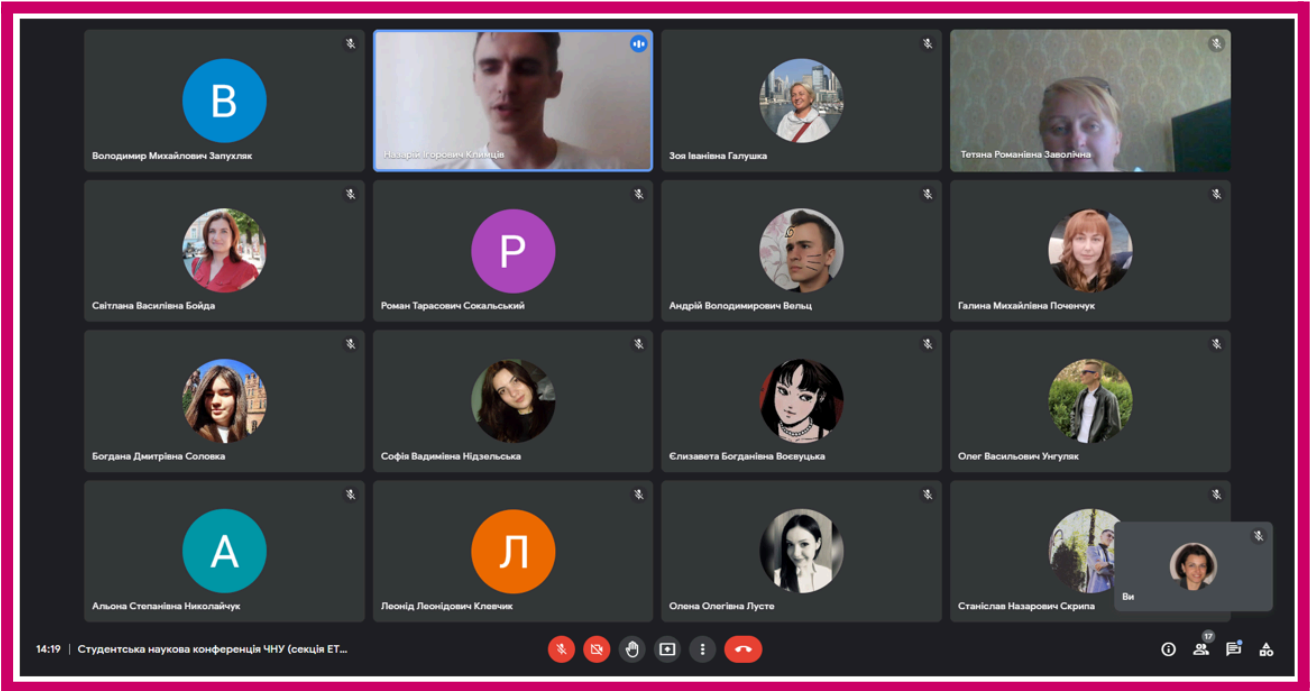 В
Володимир Михайлович Запухляк
Назарій Ігорович Климців
Зоя Іванівна Галушка
Тетяна Романівна Заволічна
Світлана Василівна Бойда
Р
Роман Тарасович Сокальський
Андрій Володимирович Вельц
Галина Михайлівна Поченчук
Богдана Дмитрівна Соловка
Софія Вадимівна Нідзельська
Єлизавета Богданівна Воєвуцька
Олег Васильович Унгуляк
А
Альона Степанівна Николайчук
Л
Леонід Леонідович Клевчик
Олена Олегівна Лусте
Станіслав Назарович Скрипа
Ви
14:19 | Студентська наукова конференція ЧНУ (секція ЕТ...
17